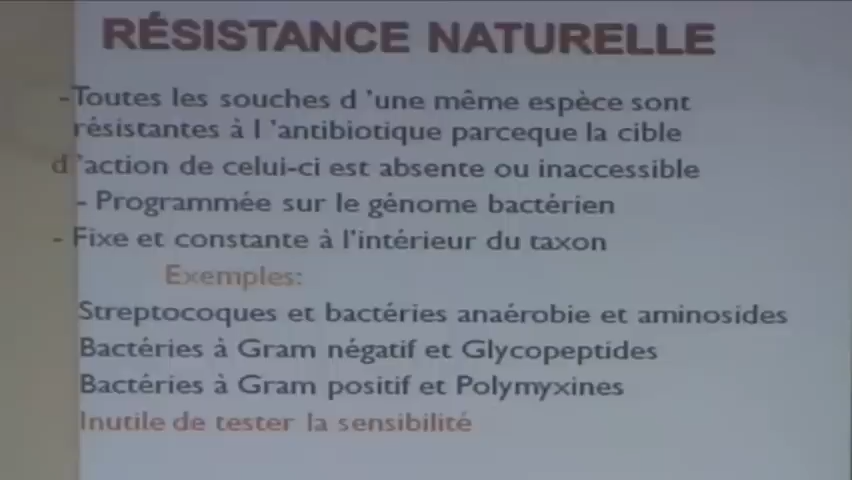 RÉSISTANCE NATURELLE
-Toutes les souches d 'une même espèce sont
résistantes à l 'antibiotique parceque la cible
d 'action de celui-ci est absente ou inaccessible
- Programmée sur le génome bactérien
- Fixe et constante à l'intérieur du taxon
Exemples:
Streptocoques et bactéries anaérobie et aminosides
Bactéries à Gram négatif et Glycopeptides
Bactéries à Gram positif et Polymyxines
Inutile de tester la sensibilité